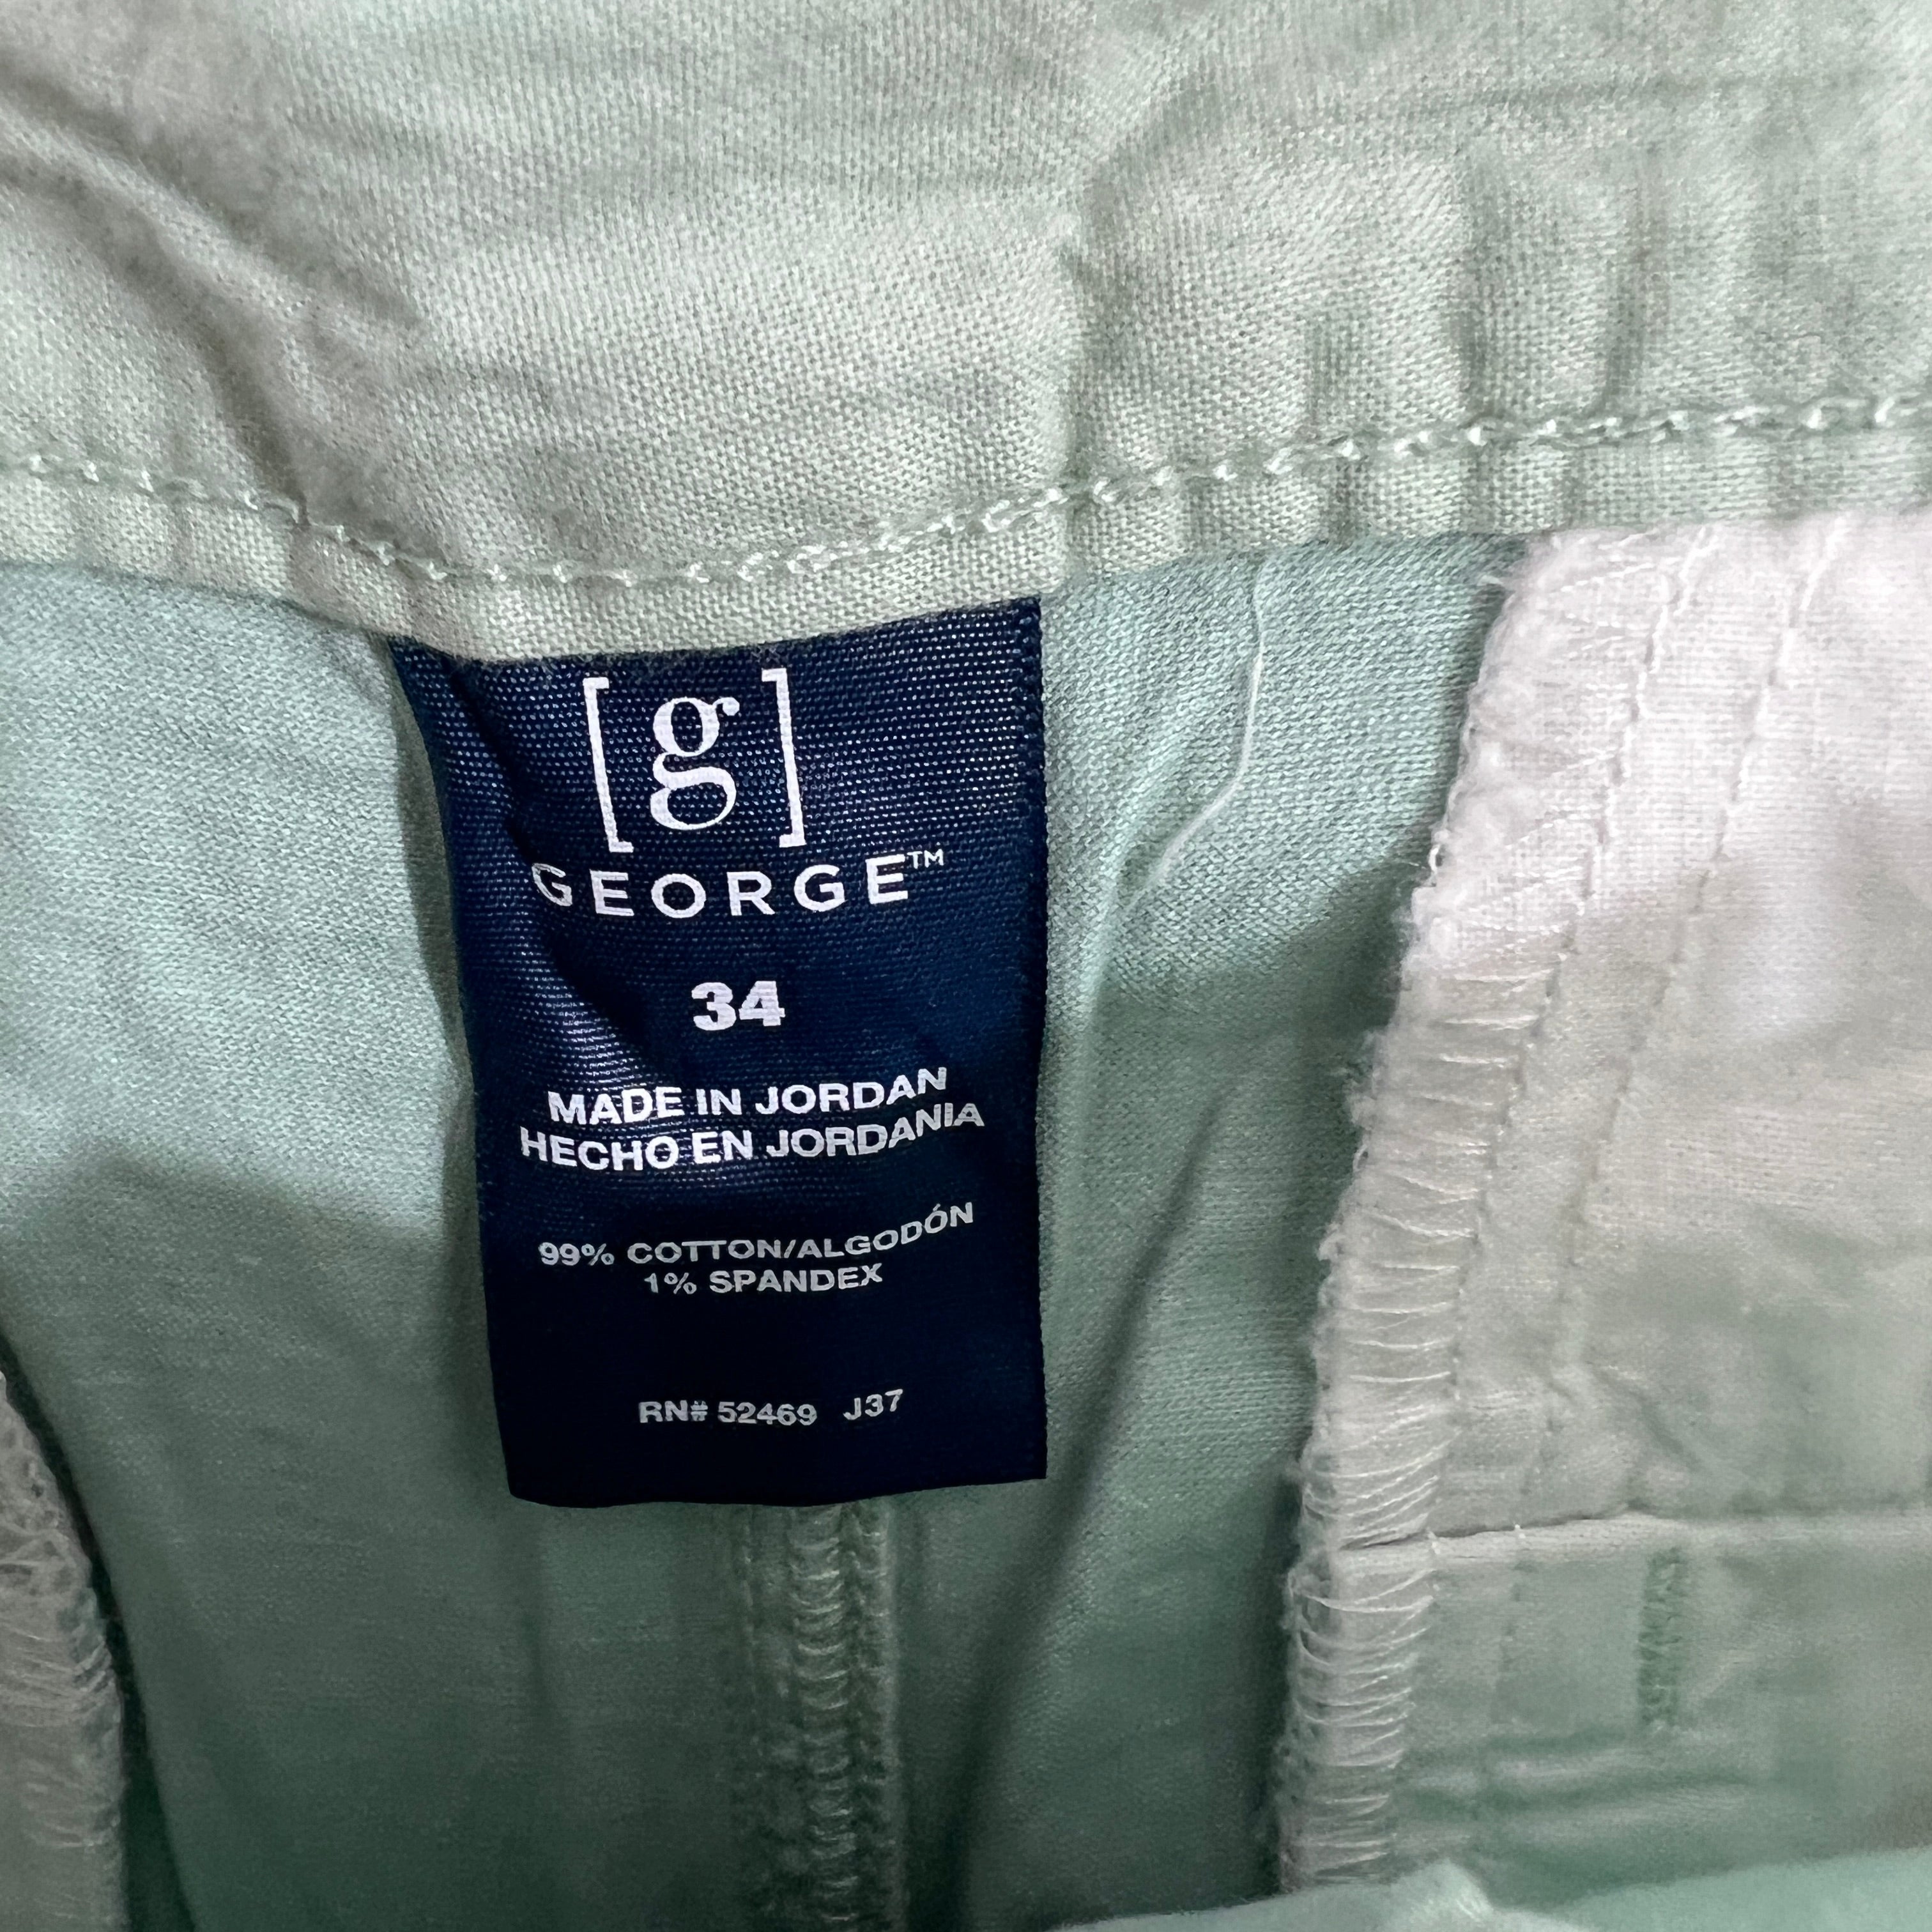 [g]
GEORGE™
34
MADE IN JORDAN
HECHO EN JORDANIA
99% COTTON/ALGODÓN
1% SPANDEX
RN# 52469 J37